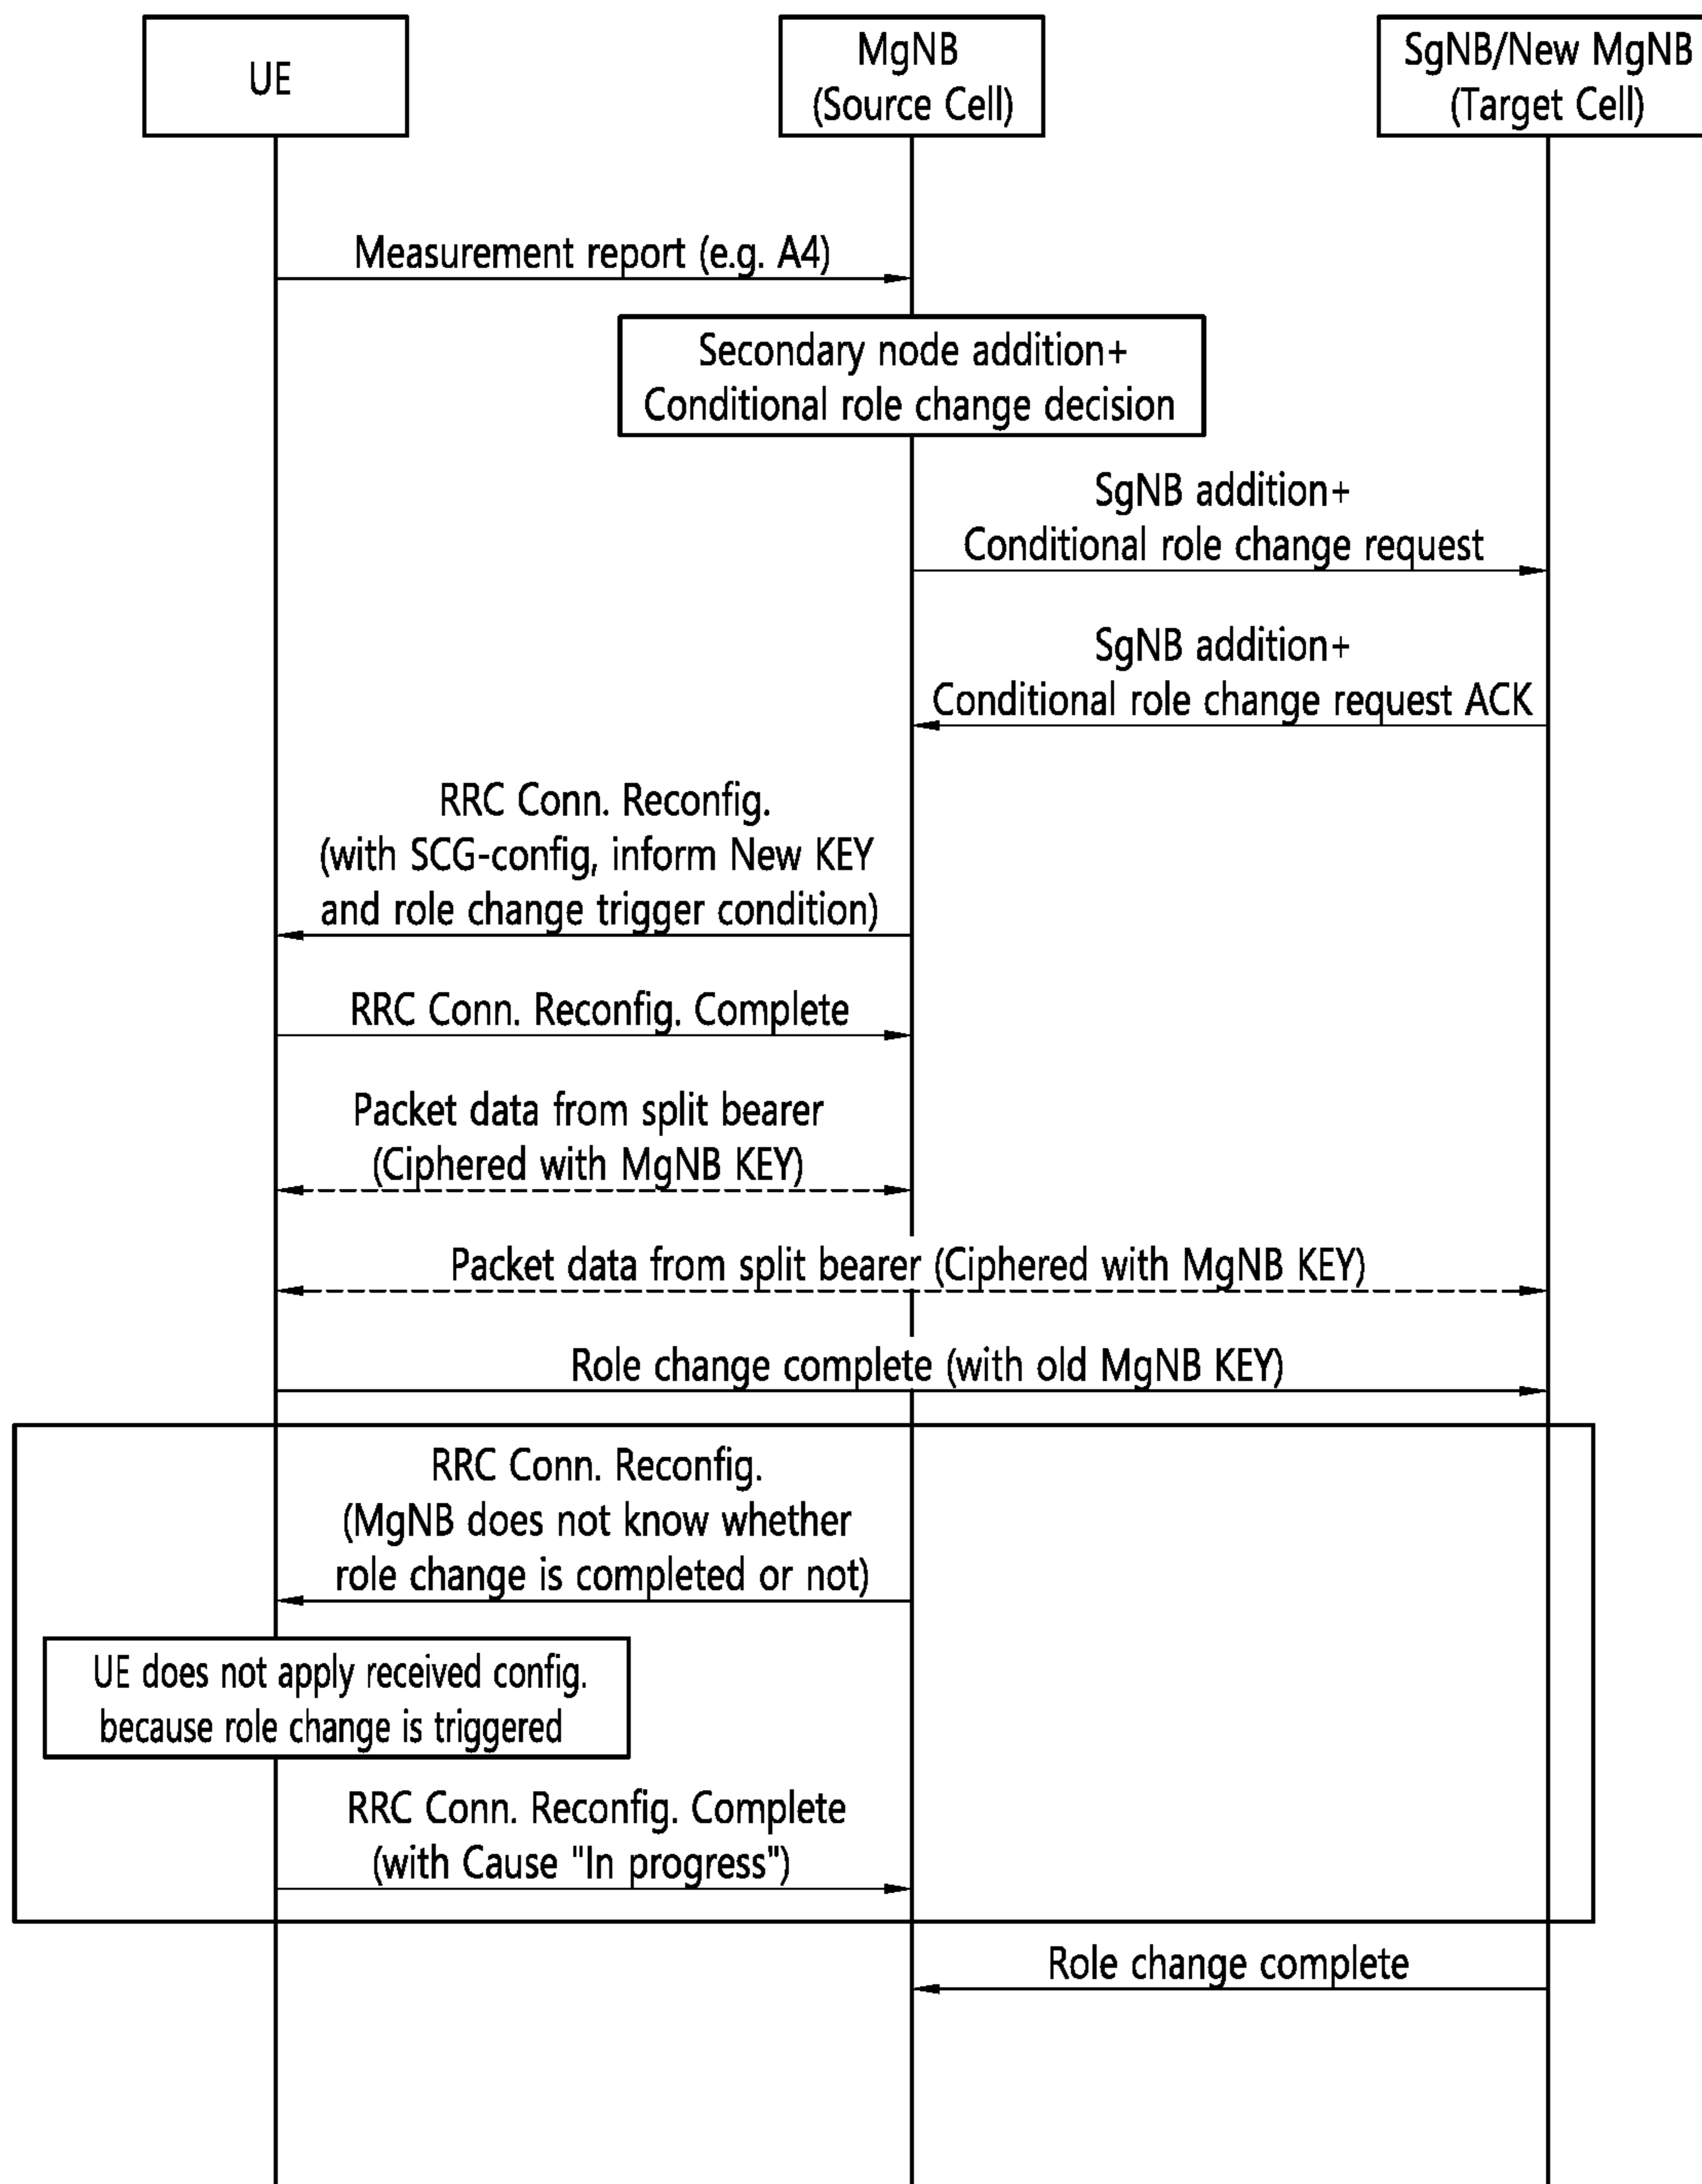 UE
MgNB
(Source Cell)
SgNB/New MgNB
(Target Cell)
Measurement report (e.g. A4)
Secondary node addition+
Conditional role change decision
SgNB addition+
Conditional role change request
SgNB addition+
Conditional role change request ACK
RRC Conn. Reconfig.
(with SCG-config, inform New KEY
and role change trigger condition)
RRC Conn. Reconfig. Complete
Packet data from split bearer
(Ciphered with MgNB KEY)
Packet data from split bearer (Ciphered with MgNB KEY)
Role change complete (with old MgNB KEY)
RRC Conn. Reconfig.
(MgNB does not know whether
role change is completed or not)
UE does not apply received config.
because role change is triggered
RRC Conn. Reconfig. Complete
(with Cause "In progress")
Role change complete